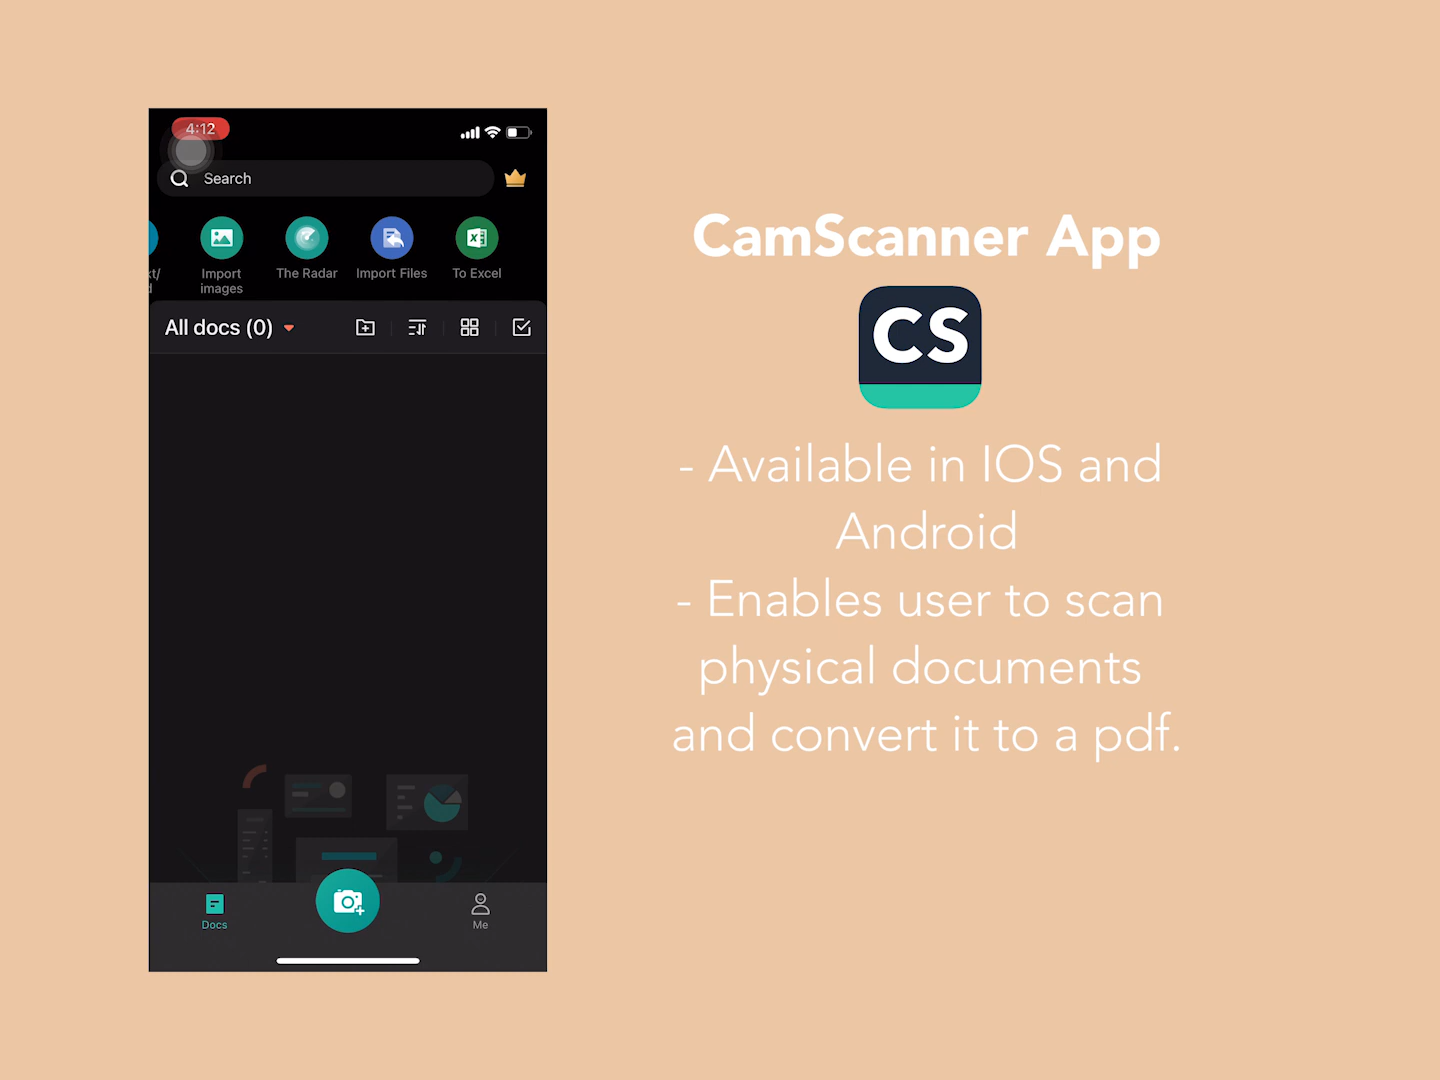 4:12
Search
xt/
d
Import
images
The Radar
Import Files
To Excel
All docs (0)
Docs
Me
CamScanner App
CS
- Available in IOS and
Android
- Enables user to scan
physical documents
and convert it to a pdf.